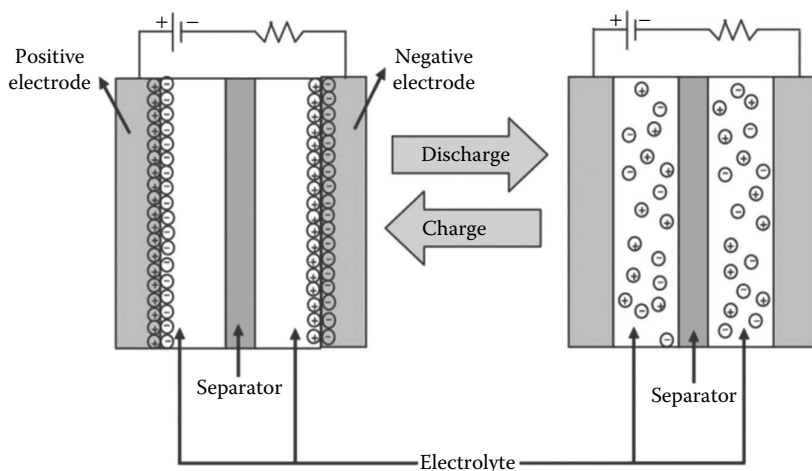 + −
+ −
Positive
electrode
Negative
electrode
Discharge
Charge
Separator
Separator
Electrolyte